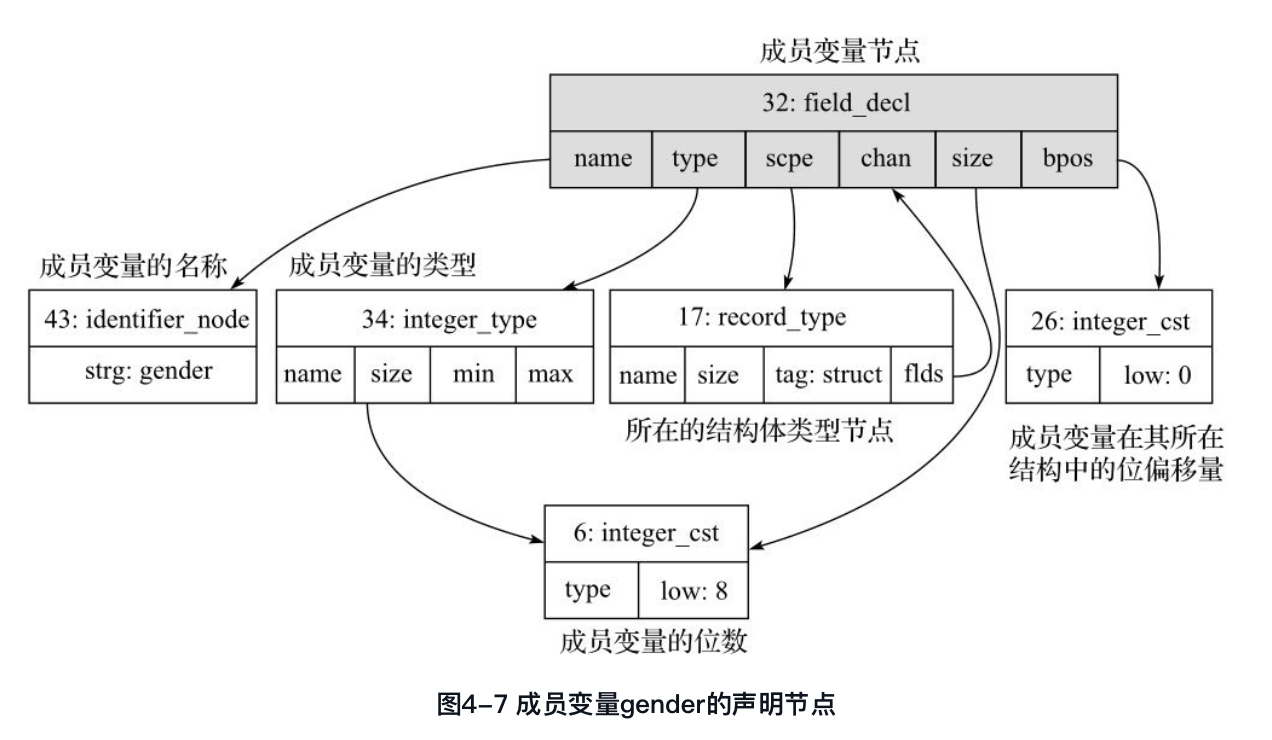 成员变量节点
32: field_decl
name type scpe chan size bpos
成员变量的名称
成员变量的类型
43: identifier_node
strg: gender
34: integer_type
name size min max
17: record_type
name size tag: struct flds
26: integer_cst
type low: 0
所在的结构体类型节点
成员变量在其所在
结构中的位偏移量
6: integer_cst
type low: 8
成员变量的位数
图4-7 成员变量gender的声明节点